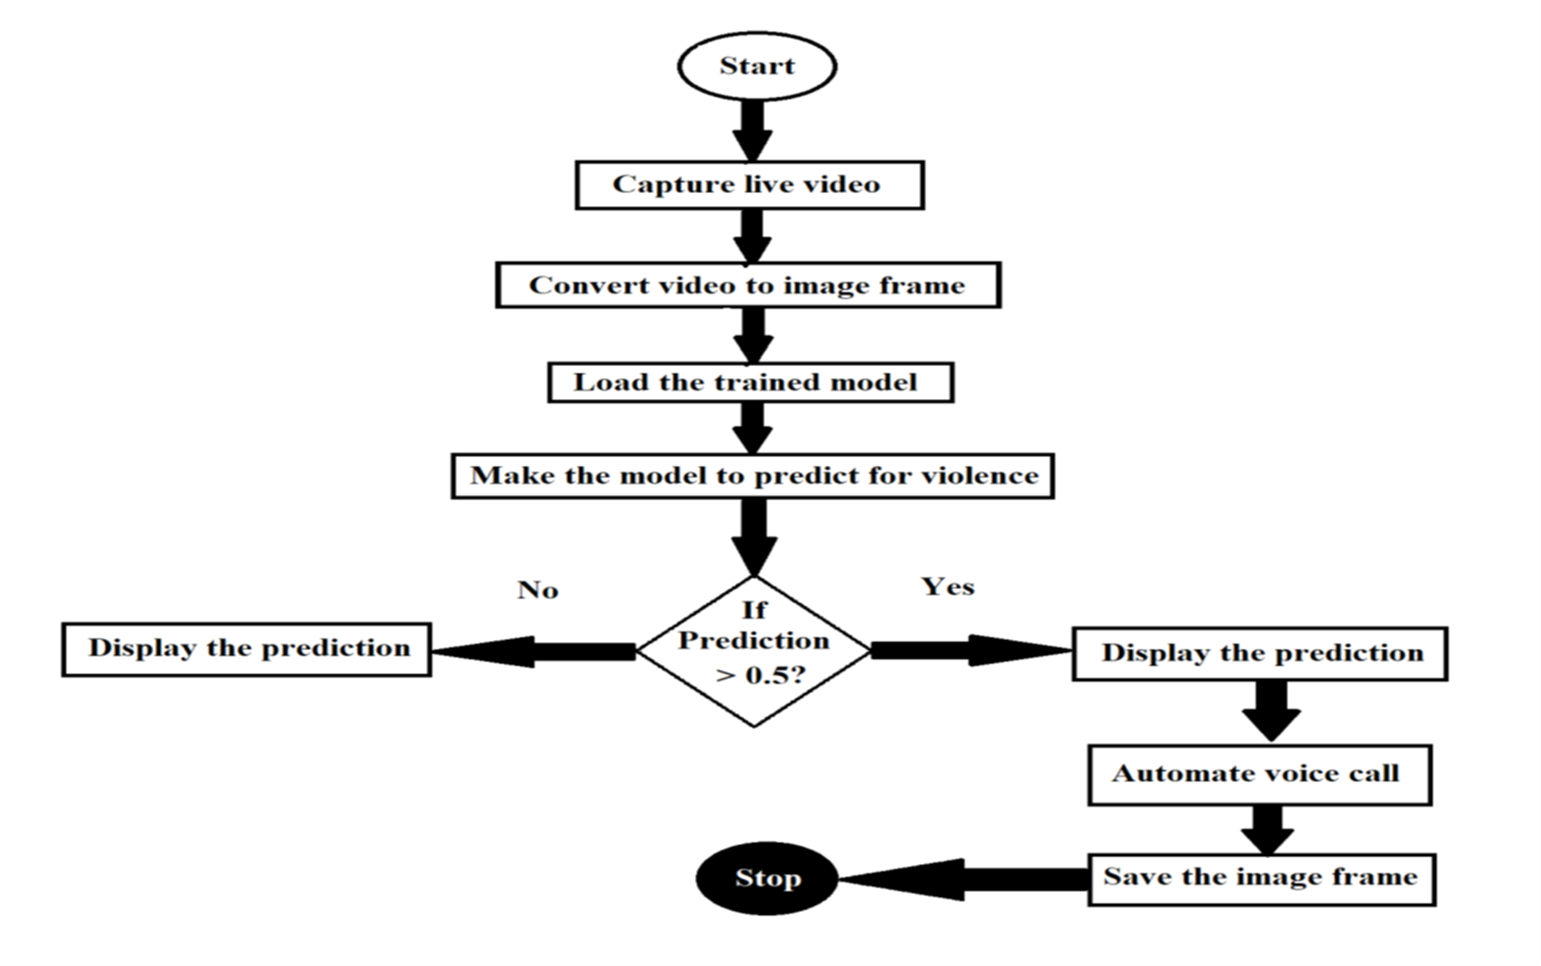 Start
Capture live video
Convert video to image frame
Load the trained model
Make the model to predict for violence
No
Yes
If
Prediction
> 0.5?
Display the prediction
Display the prediction
Automate voice call
Save the image frame
Stop